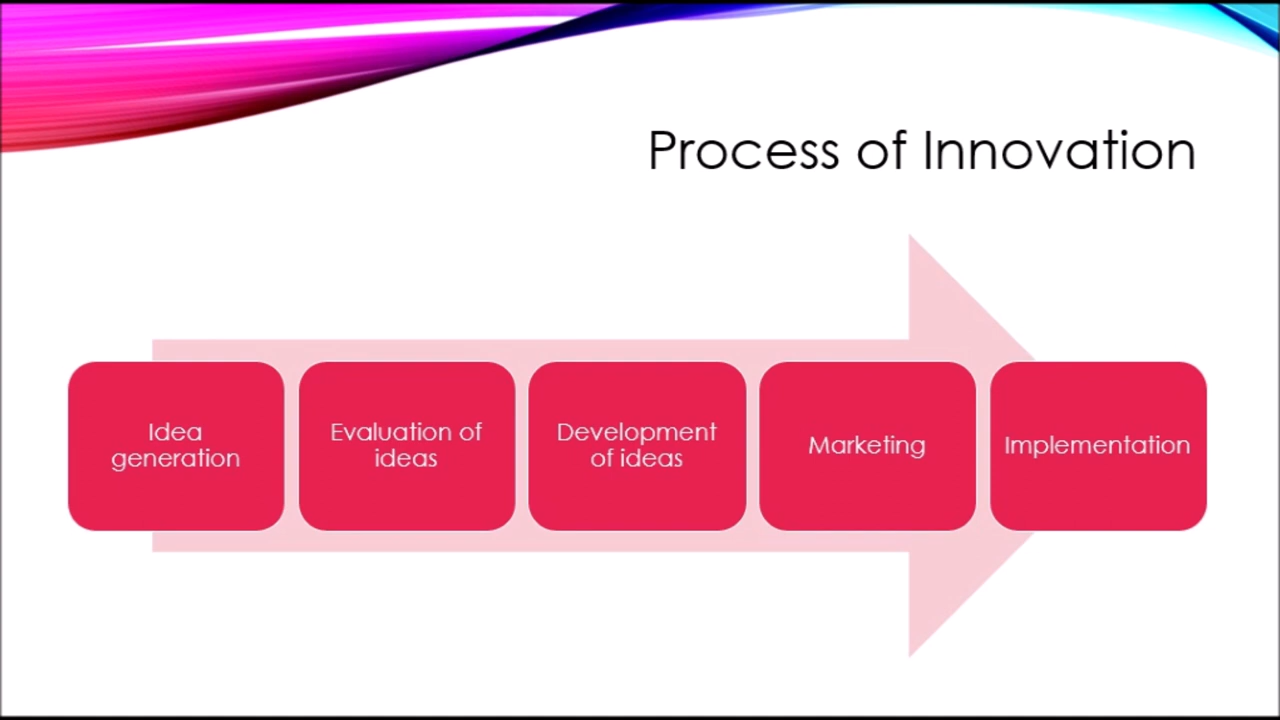 Process of Innovation
Idea
generation
Evaluation of
ideas
Development
of ideas
Marketing
Implementation